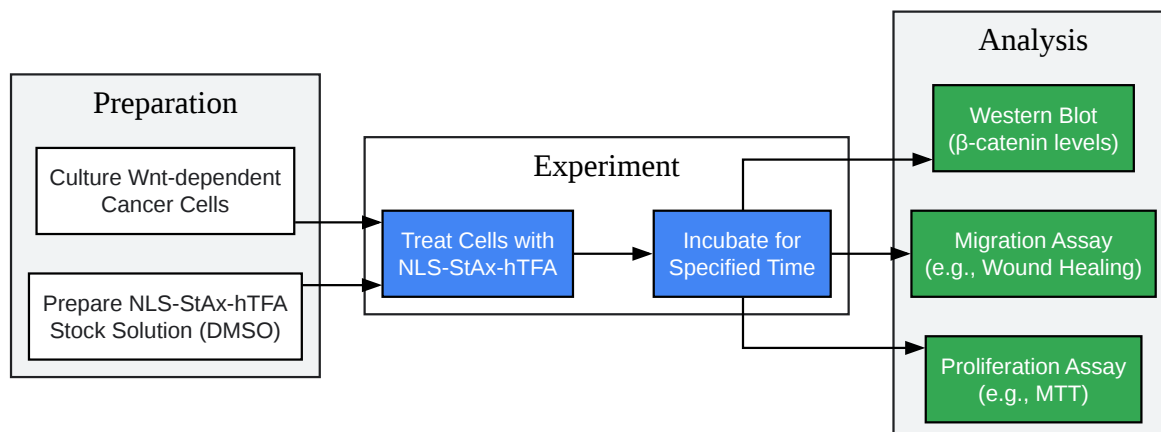 Preparation
Culture Wnt-dependent
Cancer Cells
Prepare NLS-StAx-hTFA
Stock Solution (DMSO)
Experiment
Treat Cells with
NLS-StAx-hTFA
Incubate for
Specified Time
Analysis
Western Blot
(β-catenin levels)
Migration Assay
(e.g., Wound Healing)
Proliferation Assay
(e.g., MTT)